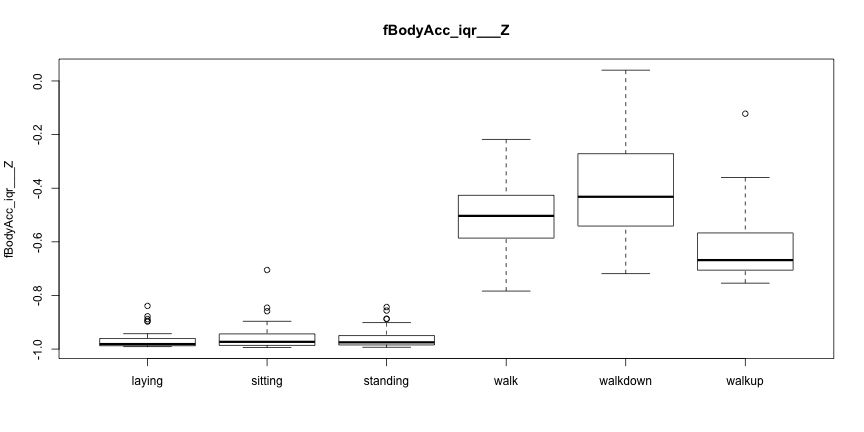 fBodyAcc_iqr___Z
fBodyAcc_iqr___Z
0.0
-0.2
-0.4
-0.6
-0.8
-1.0
laying sitting standing walk walkdown walkup